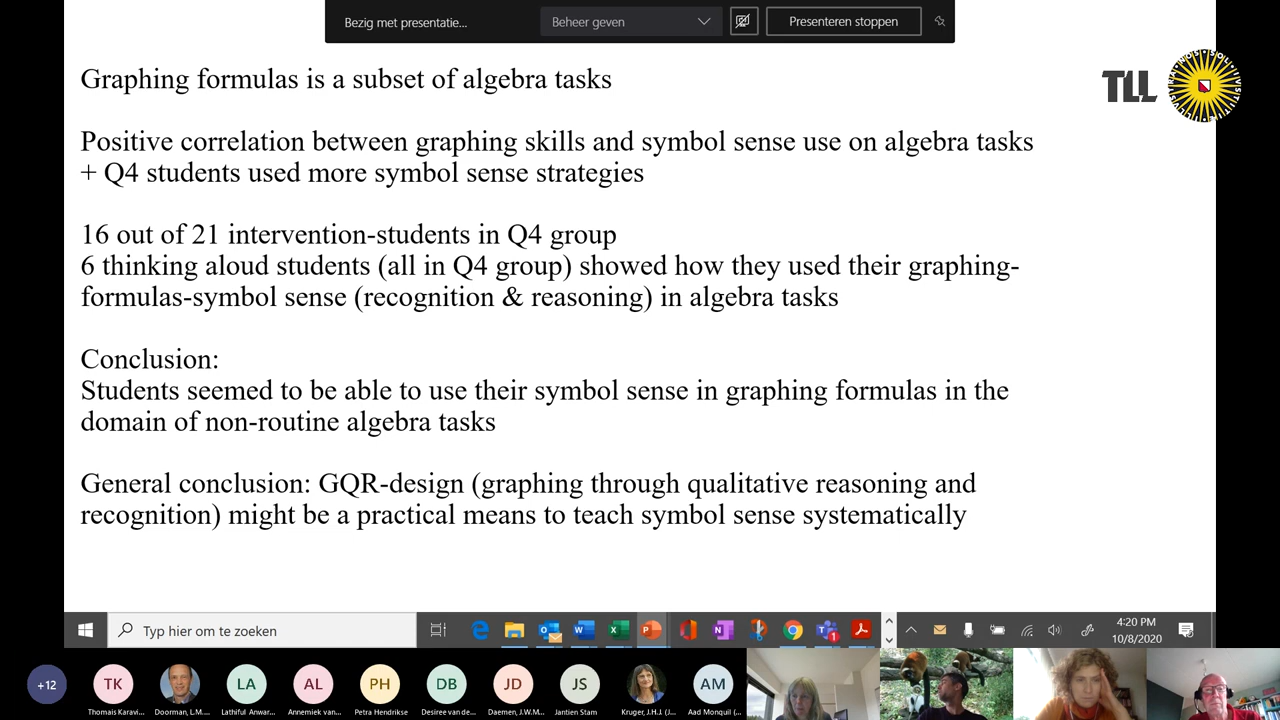 Bezig met presentatie...
Beheer geven
Presenteren stoppen
Graphing formulas is a subset of algebra tasks
TLL
Positive correlation between graphing skills and symbol sense use on algebra tasks
+ Q4 students used more symbol sense strategies
16 out of 21 intervention-students in Q4 group
6 thinking aloud students (all in Q4 group) showed how they used their graphing-
formulas-symbol sense (recognition & reasoning) in algebra tasks
Conclusion:
Students seemed to be able to use their symbol sense in graphing formulas in the
domain of non-routine algebra tasks
General conclusion: GQR-design (graphing through qualitative reasoning and
recognition) might be a practical means to teach symbol sense systematically
Typ hier om te zoeken
4:20 PM
10/8/2020
+12
TK
LA
AL
PH
DB
JD
JS
AM
Thomais Karavi...
Doorman, L.M....
Lathiful Anwar...
Annemiek van...
Petra Hendrikse
Desiree van de...
Daemen, J.W.M...
Jantien Stam
Kruger, J.H.J. (J...
Aad Monquil (...